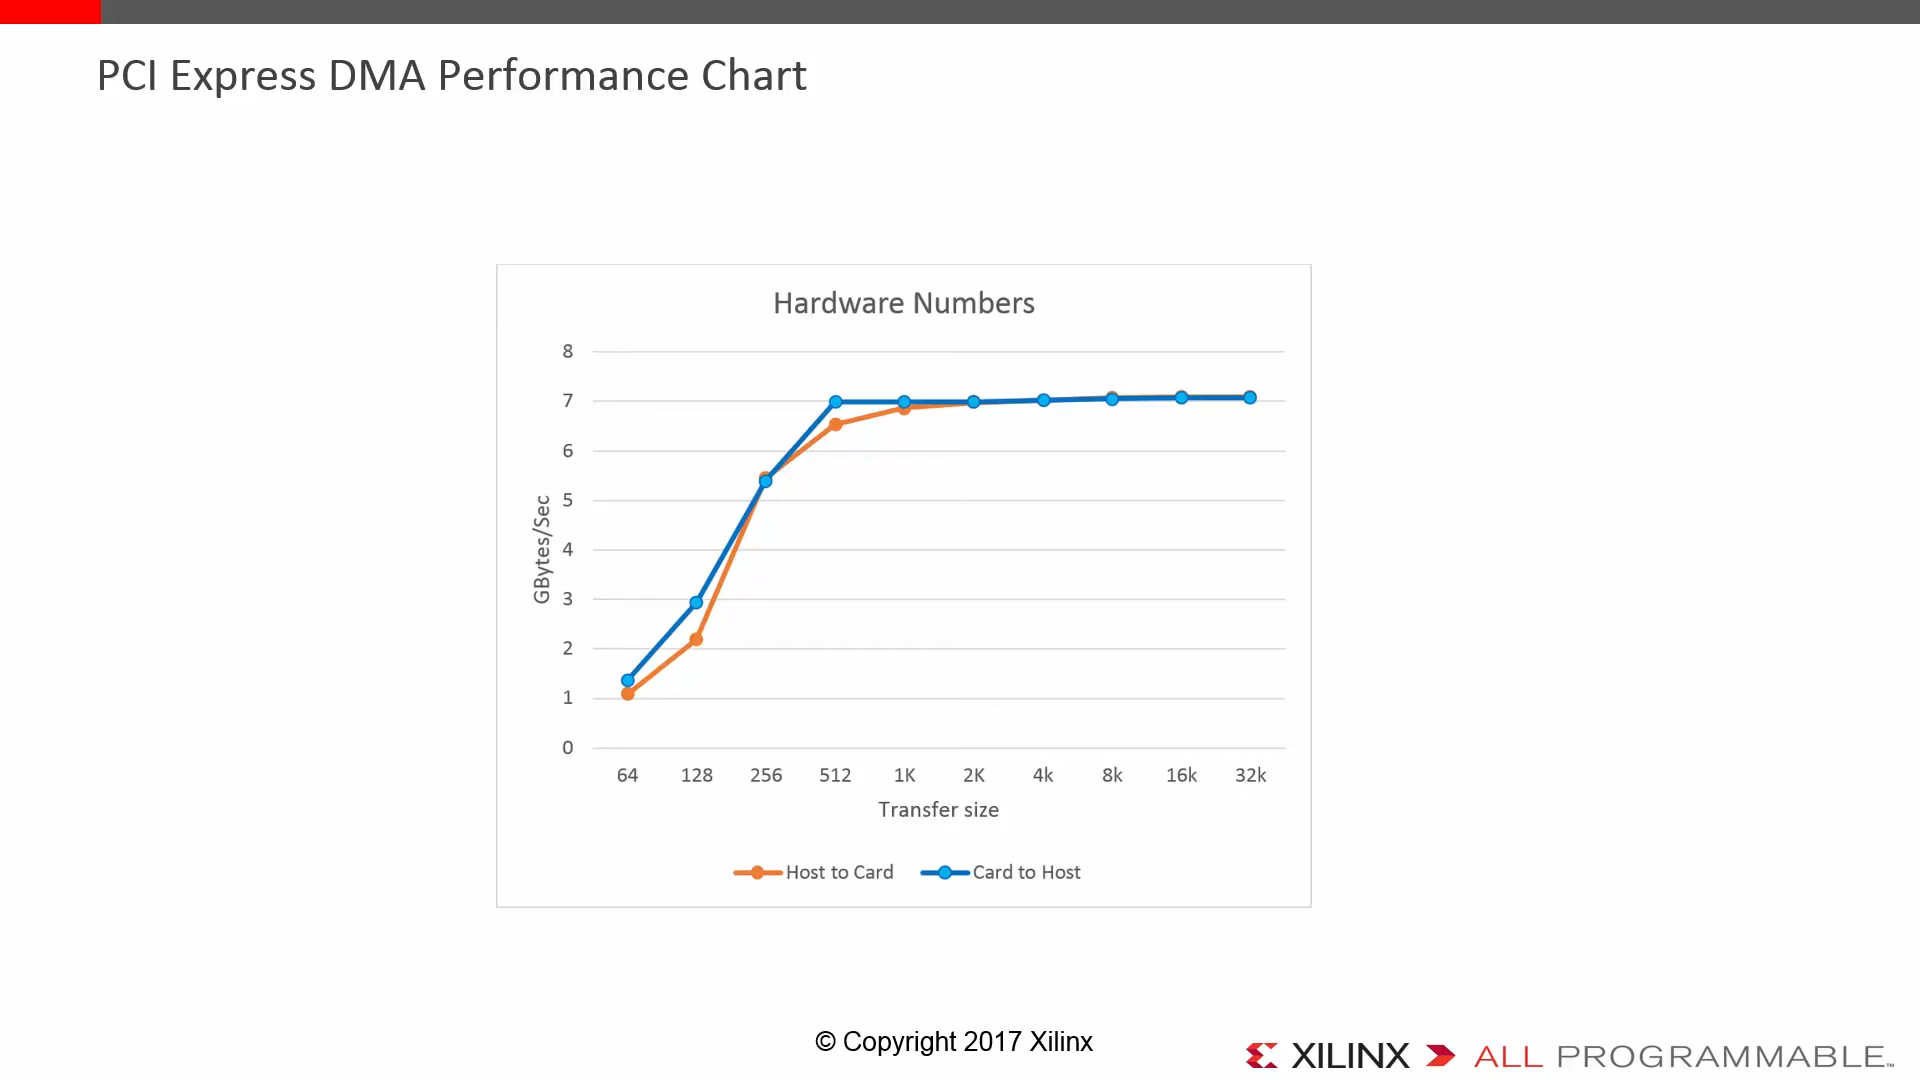 PCI Express DMA Performance Chart
Hardware Numbers
8
7
6
5
4
3
2
1
0
GBytes/Sec
64 128 256 512 1K 2K 4k 8k 16k 32k
Transfer size
Host to Card Card to Host
© Copyright 2017 Xilinx
XILINX ALL PROGRAMMABLE™